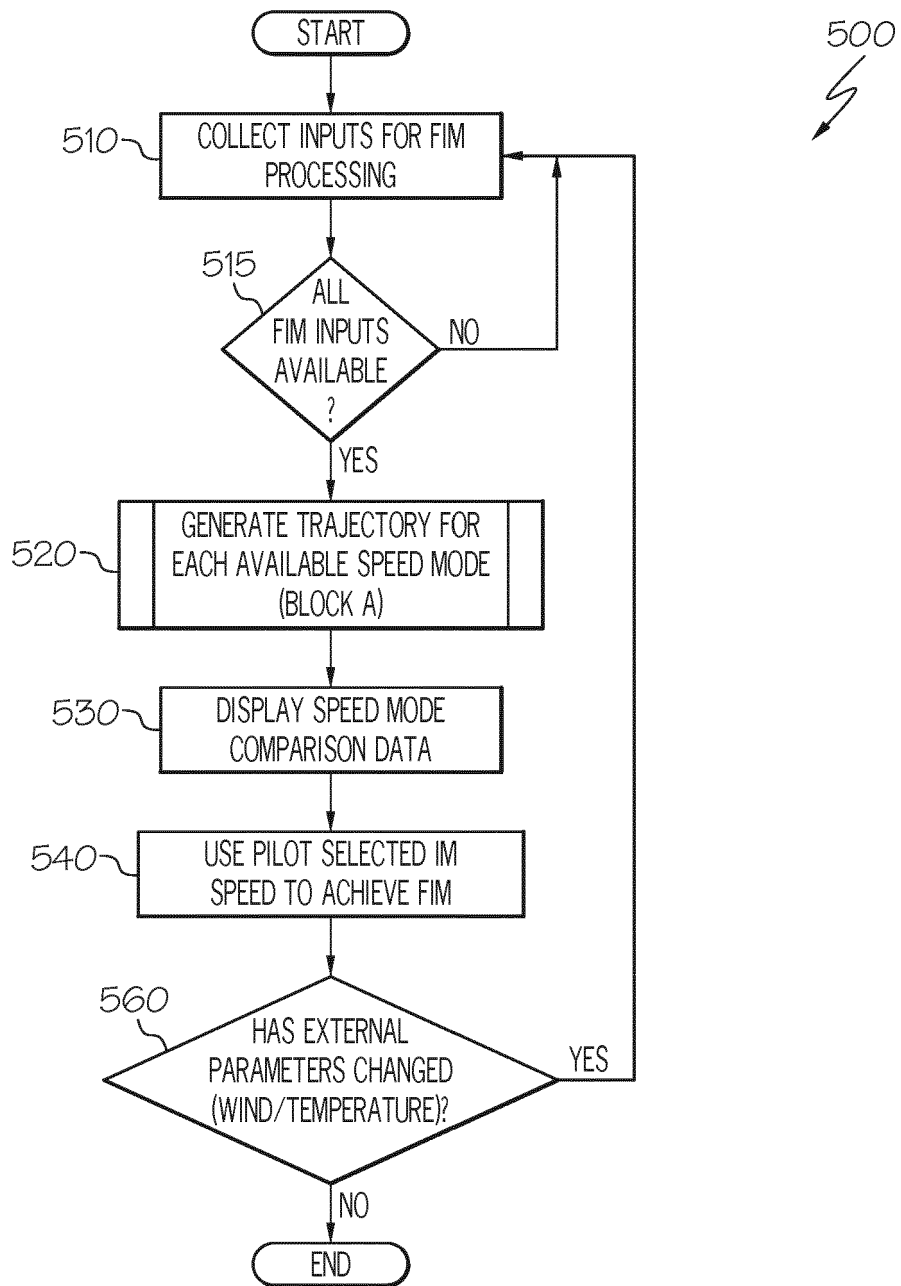 START
500
510
COLLECT INPUTS FOR FIM
PROCESSING
515
ALL
FIM INPUTS
AVAILABLE
?
NO
YES
520
GENERATE TRAJECTORY FOR
EACH AVAILABLE SPEED MODE
(BLOCK A)
530
DISPLAY SPEED MODE
COMPARISON DATA
540
USE PILOT SELECTED IM
SPEED TO ACHIEVE FIM
560
HAS EXTERNAL
PARAMETERS CHANGED
(WIND/TEMPERATURE)?
YES
NO
END